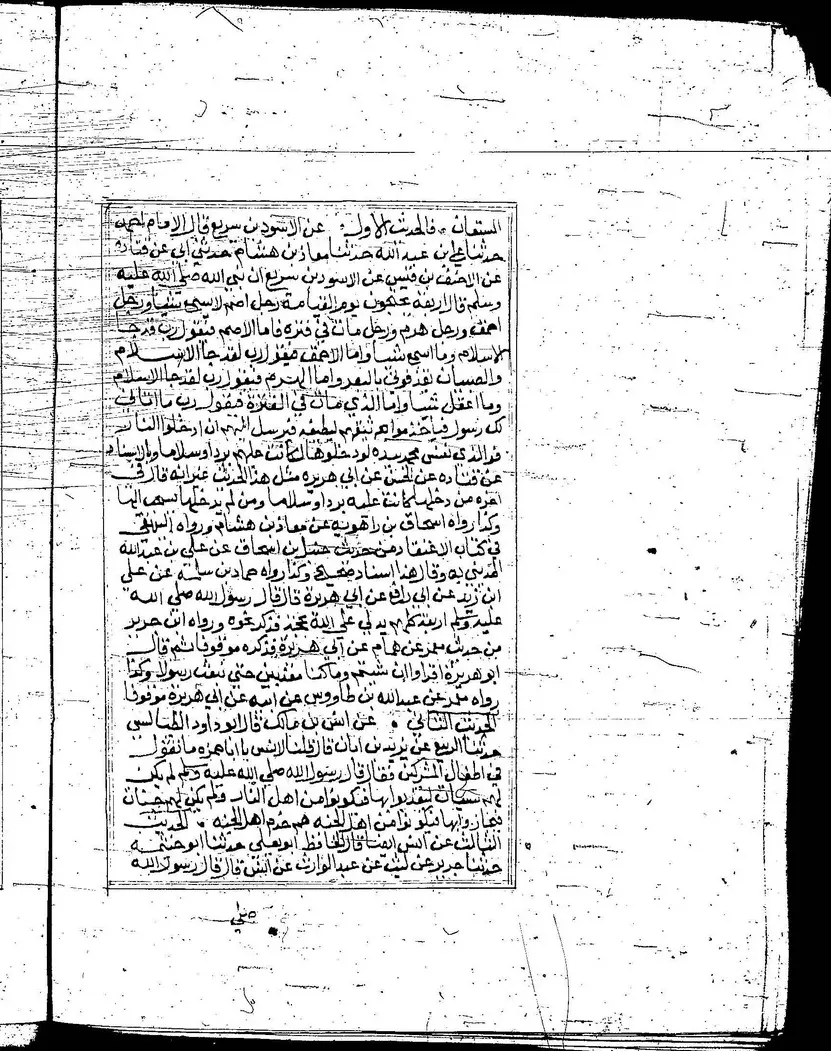 المستعان • فالحديث الاول عن الاسود بن سريع قال الامام احمد
حدثنا علي بن عبد الله حدثنا معاذ بن هشام حدثني ابي عن قتادة
عن الاحنف بن قيس عن الاسود بن سريع ان نبي الله صلى الله عليه
وسلم قال اربعة يحتجون يوم القيامة رجل اصم لا يسمع شيئا ورجل
احمق ورجل هرم ورجل مات في فترة فاما الاصم فيقول رب قد جا
الاسلام وما اسمع شيا واما الاحمق فيقول رب لقد جا الاسلام
والصبيان يقذفوني بالبعر واما الهرم فيقول رب لقد جا الاسلام
وما اعقل شيا واما الذي مات في الفترة فيقول رب ما اتاني
لك رسول فياخذ مواثيقهم ليطيعنه فيرسل اليهم ان ادخلوا النار
فوالذي نفس محمد بيده لو دخلوها لكانت عليهم بردا وسلاما وبالاسناد
عن قتاده عن الحسن عن ابي هريرة مثل هذا الحديث غير انه قال في
اخره من دخلها كانت عليه بردا وسلاما ومن لم يدخلها يسحب اليها
وكذا رواه اسحاق بن راهويه عن معاذ بن هشام ورواه البيهقي
في كتاب الاعتقاد من حديث حنبل بن اسحاق عن علي بن عبد الله
المديني به وقال هذا اسناد صحيح وكذا رواه حماد بن سلمة عن علي
ابن زيد عن ابي رافع عن ابي هريرة قال قال رسول الله صلى الله
عليه وسلم اربعة كلهم يدلي على الله بحجة فذكر نحوه ورواه ابن جرير
من حديث معمر عن همام عن ابي هريرة فذكره موقوفا ثم قال
ابو هريرة اقراوا ان شيتم وما كنا معذبين حتى نبعث رسولا وكذا
رواه معمر عن عبد الله بن طاووس عن ابيه عن ابي هريرة موقوفا
الحديث الثاني • عن انس بن مالك قال ابو داود الطيالسي
حدثنا الربيع عن يزيد بن ابان قال قلنا لانس يا ابا حمزه ما تقول
في اطفال المشركين فقال قال رسول الله صلى الله عليه وسلم لم يكن
لهم سيات ليعذبوا بها فيكونوا من اهل النار ولم يكن لهم حسنات
فيجازوا بها فيكونوا من اهل الجنه هم خدم اهل الجنه • الحديث
الثالث عن انس ايضا قال الحافظ ابو يعلى حدثنا ابو خيثمه
حدثنا جرير عن ليث عن عبد الوارث عن انس قال قال رسول الله
صلى